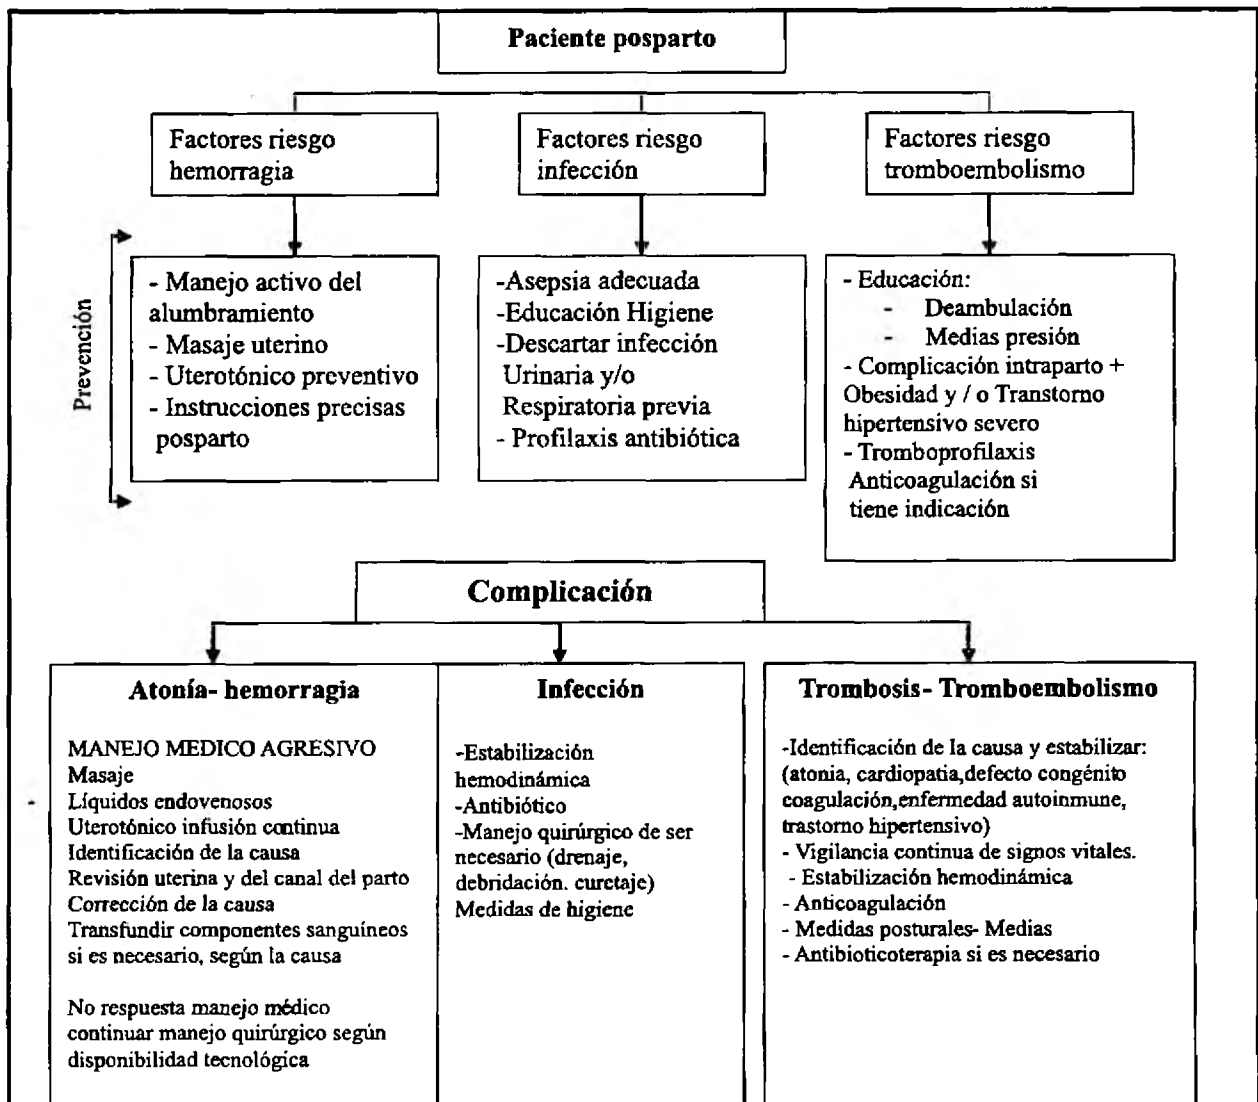 Paciente posparto
Factores riesgo
hemorragia
Factores riesgo
infección
Factores riesgo
tromboembolismo
Prevención
- Manejo activo del
alumbramiento
- Masaje uterino
- Uterotónico preventivo
- Instrucciones precisas
posparto
-Asepsia adecuada
-Educación Higiene
-Descartar infección
Urinaria y/o
Respiratoria previa
- Profilaxis antibiótica
- Educación:
- Deambulación
- Medias presión
- Complicación intraparto +
Obesidad y / o Transtorno
hipertensivo severo
- Tromboprofilaxis
Anticoagulación si
tiene indicación
Complicación
Atonía- hemorragia
MANEJO MEDICO AGRESIVO
Masaje
Líquidos endovenosos
Uterotónico infusión continua
Identificación de la causa
Revisión uterina y del canal del parto
Corrección de la causa
Transfundir componentes sanguíneos
si es necesario, según la causa
No respuesta manejo médico
continuar manejo quirúrgico según
disponibilidad tecnológica
Infección
-Estabilización
hemodinámica
-Antibiótico
-Manejo quirúrgico de ser
necesario (drenaje,
debridación. curetaje)
Medidas de higiene
Trombosis- Tromboembolismo
-Identificación de la causa y estabilizar:
(atonia, cardiopatia,defecto congénito
coagulación,enfermedad autoinmune,
trastorno hipertensivo)
- Vigilancia continua de signos vitales.
- Estabilización hemodinámica
- Anticoagulación
- Medidas posturales- Medias
- Antibioticoterapia si es necesario